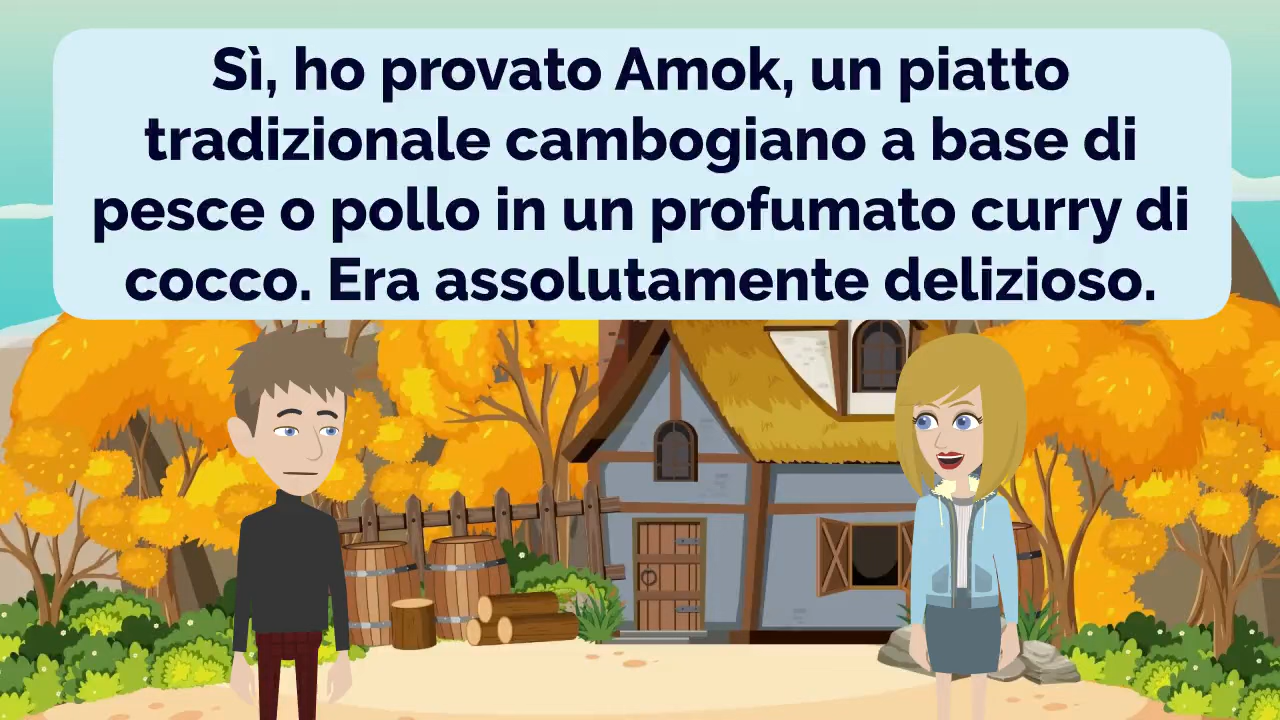 Sì, ho provato Amok, un piatto
tradizionale cambogiano a base di
pesce o pollo in un profumato curry di
cocco. Era assolutamente delizioso.